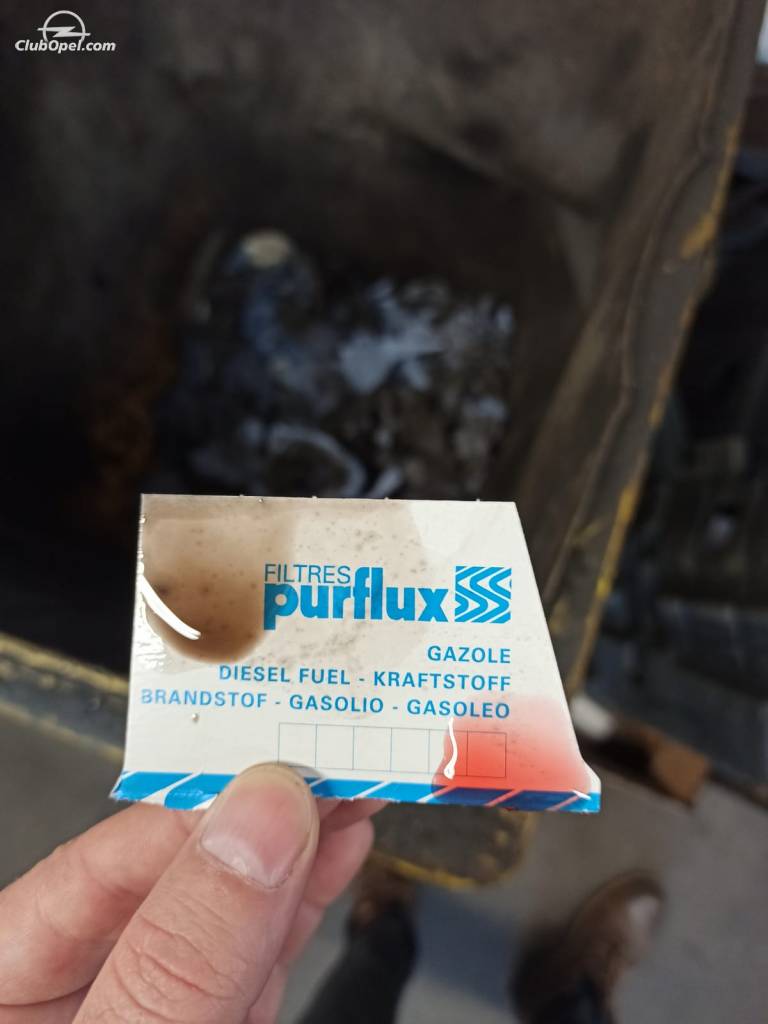 ClubOpel.com
FILTRES
purflux
GAZOLE
DIESEL FUEL - KRAFTSTOFF
BRANDSTOF - GASOLIO - GASOLEO